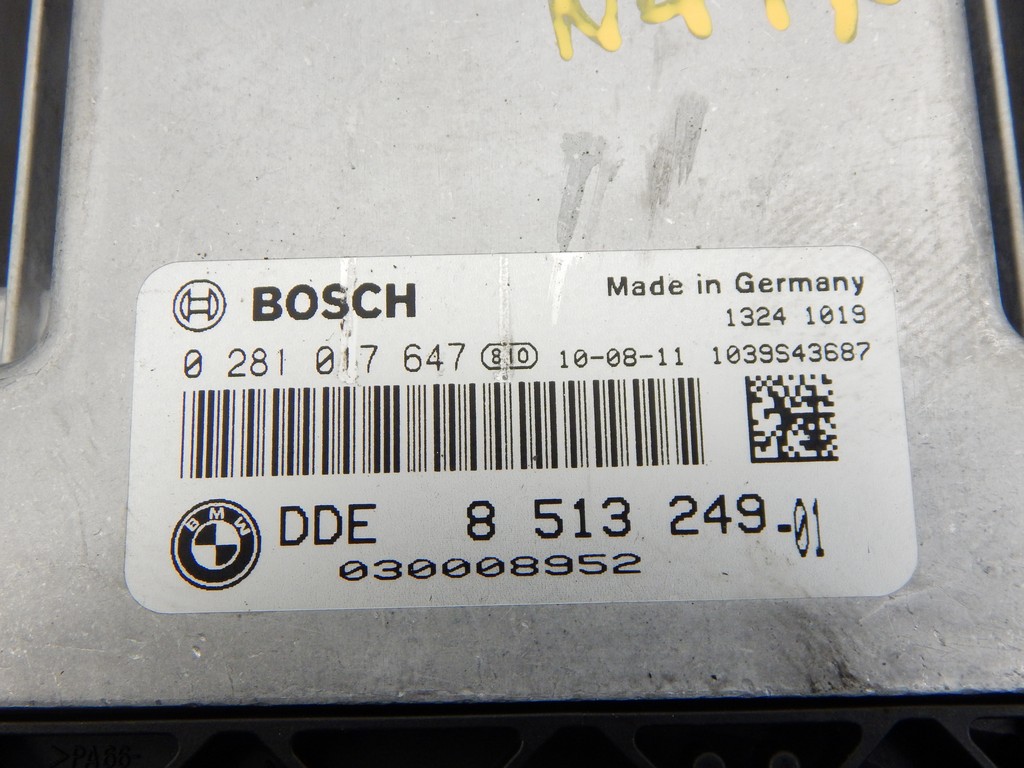 BOSCH
Made in Germany
1324 1019
0 281 017 647 810 10-08-11 1039S43687
BMW
DDE 8 513 249-01
030008952